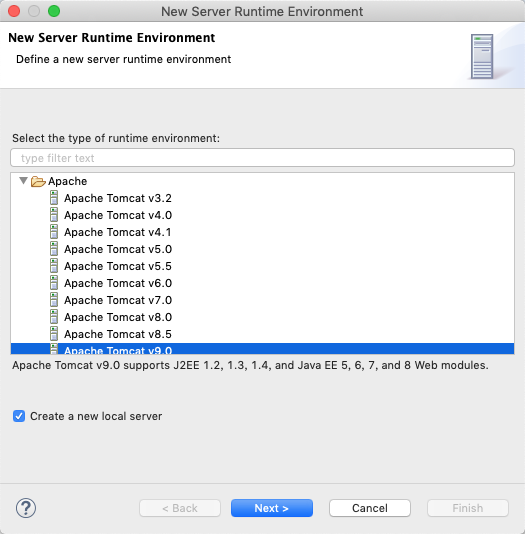 New Server Runtime Environment
New Server Runtime Environment
Define a new server runtime environment
Select the type of runtime environment:
type filter text
Apache
Apache Tomcat v3.2
Apache Tomcat v4.0
Apache Tomcat v4.1
Apache Tomcat v5.0
Apache Tomcat v5.5
Apache Tomcat v6.0
Apache Tomcat v7.0
Apache Tomcat v8.0
Apache Tomcat v8.5
Apache Tomcat v9.0
Apache Tomcat v9.0 supports J2EE 1.2, 1.3, 1.4, and Java EE 5, 6, 7, and 8 Web modules.
Create a new local server
? < Back Next > Cancel Finish